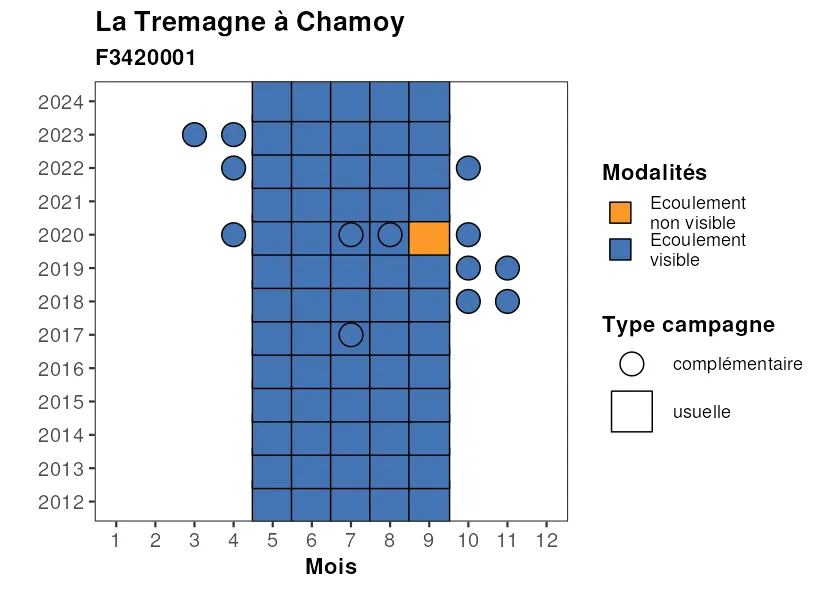 La Tremagne à Chamoy
F3420001
2024
2023
2022
2021
2020
2019
2018
2017
2016
2015
2014
2013
2012
1 2 3 4 5 6 7 8 9 10 11 12
Mois
Modalités
Ecoulement
non visible
Ecoulement
visible
Type campagne
complémentaire
usuelle